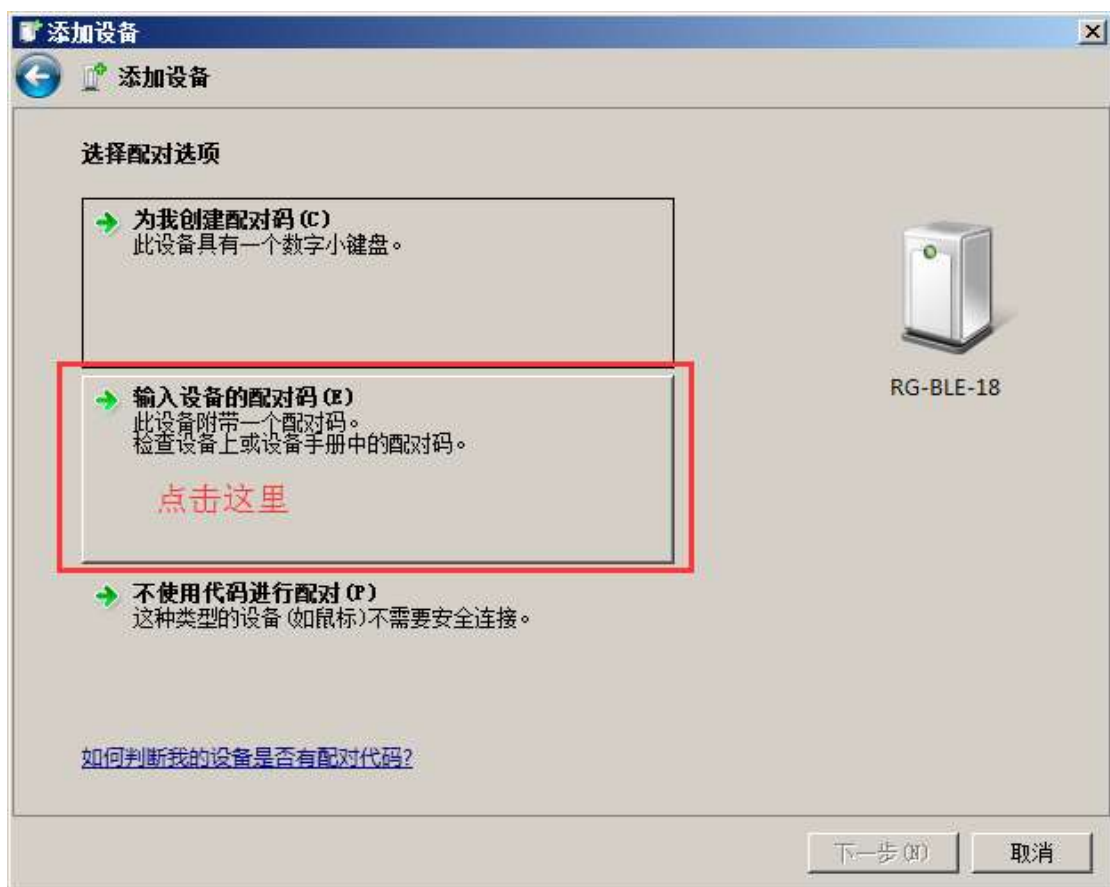 添加设备
添加设备
选择配对选项
为我创建配对码(C)
此设备具有一个数字小键盘。
输入设备的配对码(E)
此设备附带一个配对码。
检查设备上或设备手册中的配对码。
点击这里
RG-BLE-18
不使用代码进行配对(P)
这种类型的设备(如鼠标)不需要安全连接。
如何判断我的设备是否有配对代码?
下一步(N)
取消